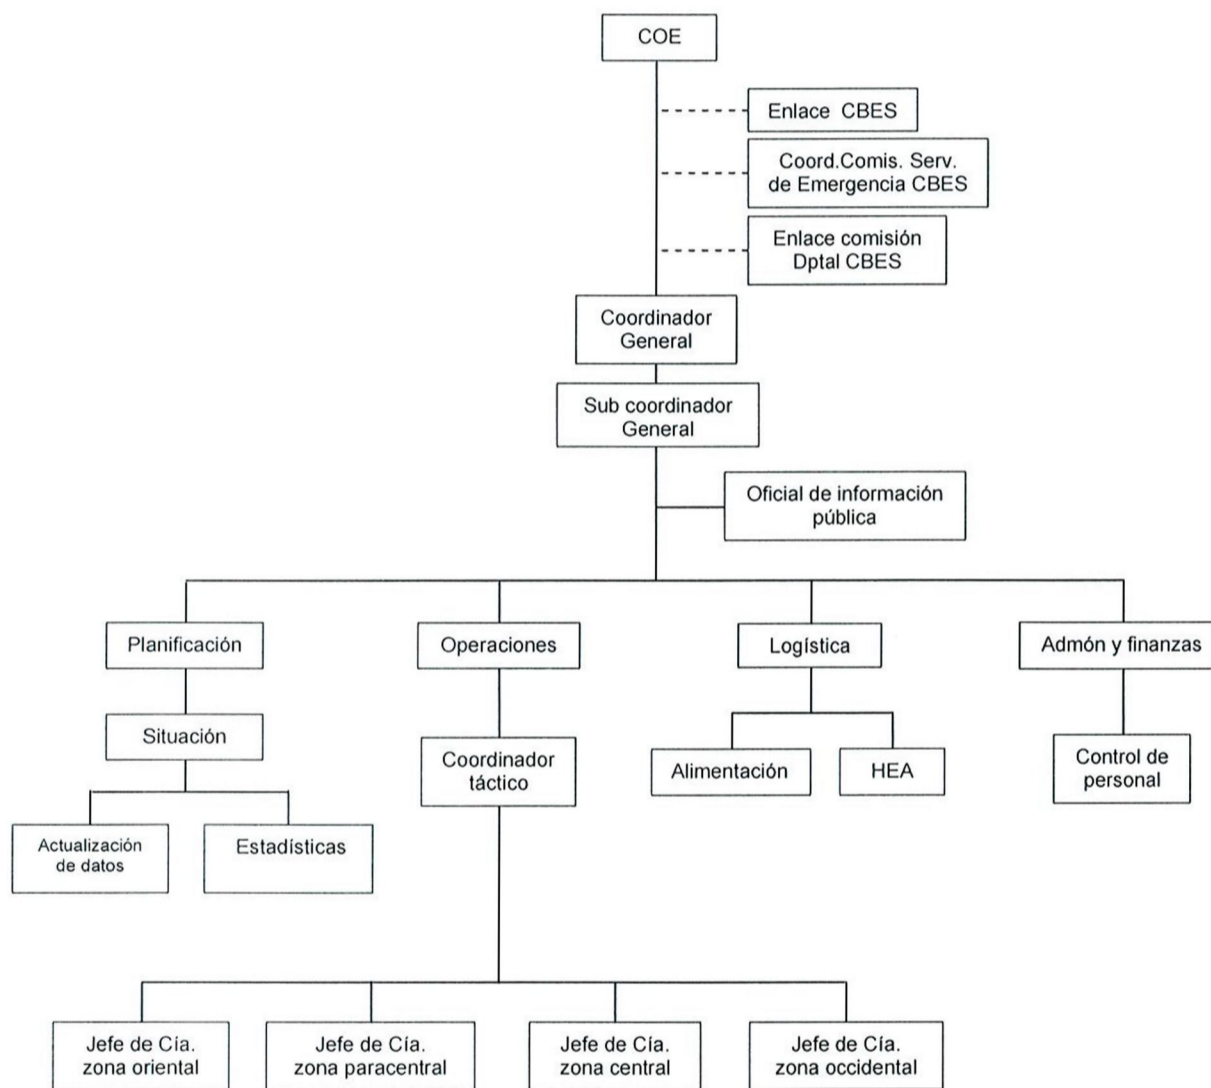 COE
Enlace CBES
Coord.Comis. Serv.
de Emergencia CBES
Enlace comisión
Dptal CBES
Coordinador
General
Sub coordinador
General
Oficial de información
pública
Planificación
Operaciones
Logística
Admón y finanzas
Situación
Coordinador
táctico
Alimentación
HEA
Control de
personal
Actualización
de datos
Estadísticas
Jefe de Cía.
zona oriental
Jefe de Cía.
zona paracentral
Jefe de Cía.
zona central
Jefe de Cía.
zona occidental